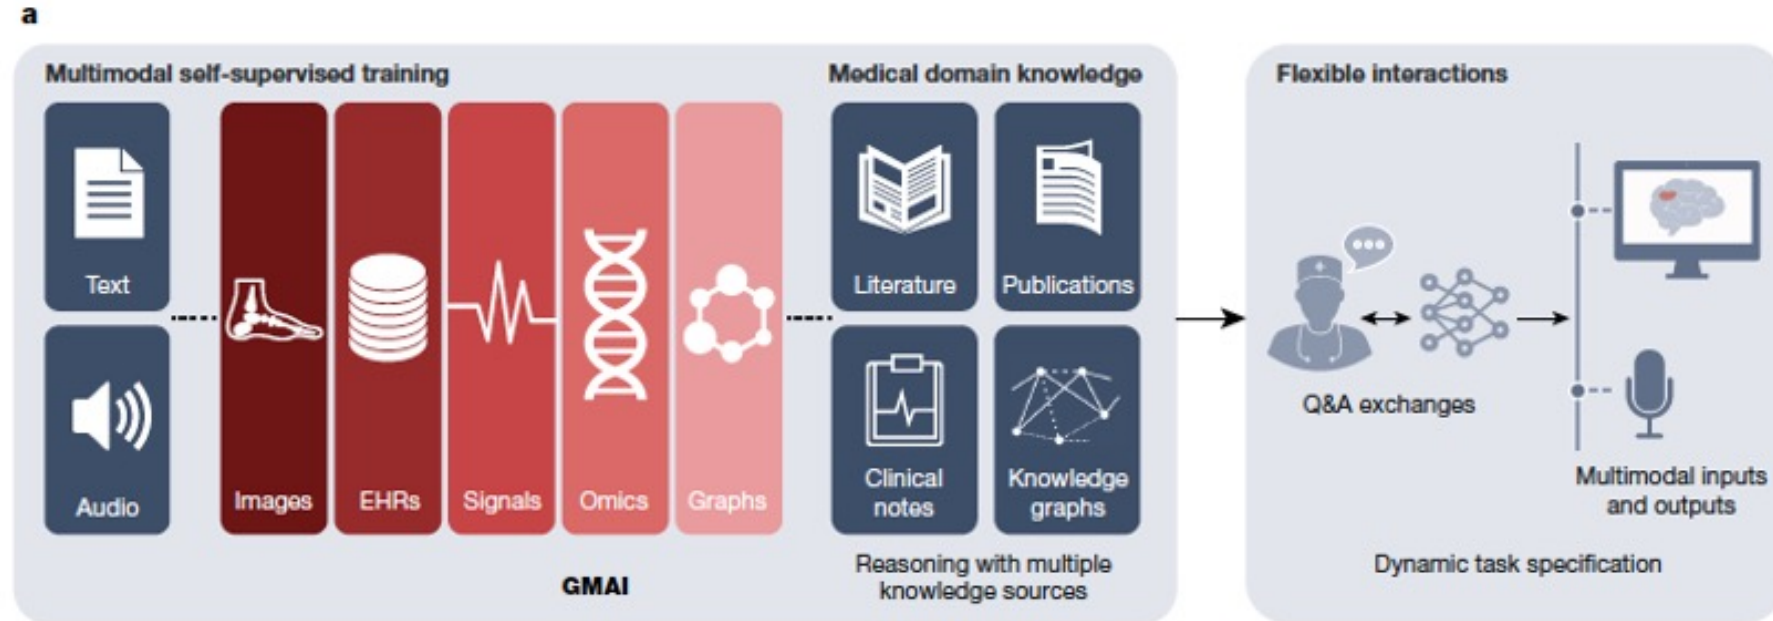 a
Multimodal self-supervised training
Medical domain knowledge
Flexible interactions
Text
Audio
Images
EHRs
Signals
Omics
Graphs
Literature
Publications
Clinical
notes
Knowledge
graphs
Q&A exchanges
Multimodal inputs
and outputs
GMAI
Reasoning with multiple
knowledge sources
Dynamic task specification